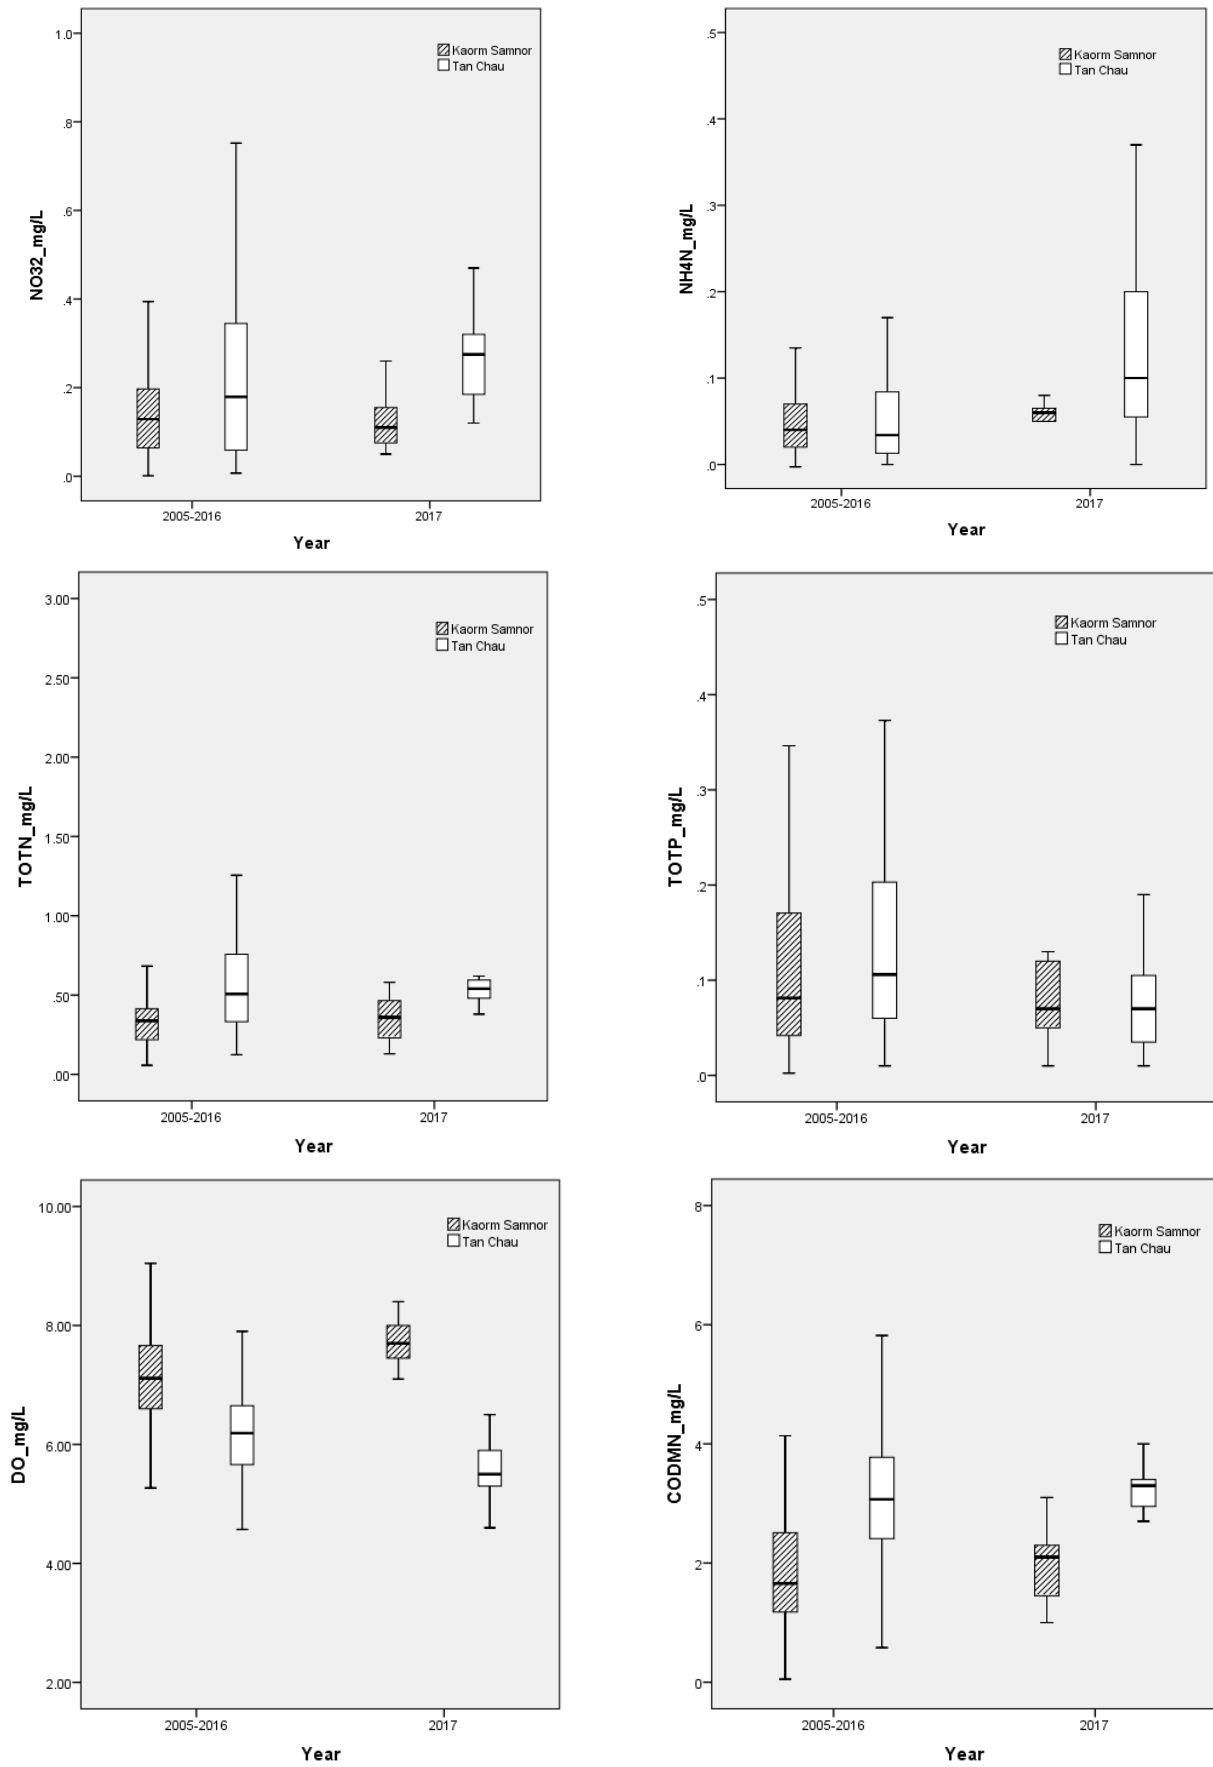 1.0
.8
.6
.4
.2
.0
NO32_mg/L
Kaorm Samnor
Tan Chau
2005-2016
2017
Year
.5
.4
.3
.2
.1
.0
NH4N_mg/L
Kaorm Samnor
Tan Chau
2005-2016
2017
Year
3.00
2.50
2.00
1.50
1.00
.50
.00
TOTN_mg/L
Kaorm Samnor
Tan Chau
2005-2016
2017
Year
.5
.4
.3
.2
.1
.0
TOTP_mg/L
Kaorm Samnor
Tan Chau
2005-2016
2017
Year
10.00
8.00
6.00
4.00
2.00
DO_mg/L
Kaorm Samnor
Tan Chau
2005-2016
2017
Year
8
6
4
2
0
CODMN_mg/L
Kaorm Samnor
Tan Chau
2005-2016
2017
Year